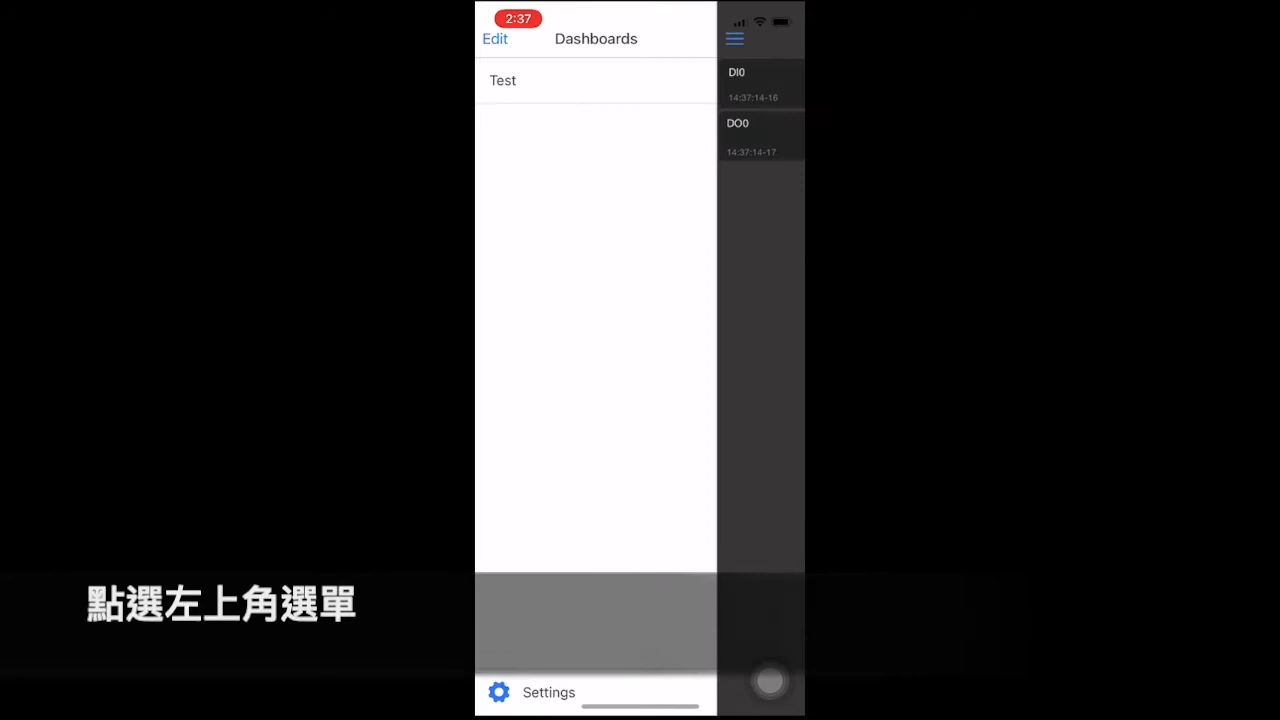 2:37
Edit
Dashboards
Test
DI0
14:37:14-16
DO0
14:37:14-17
點選左上角選單
Settings